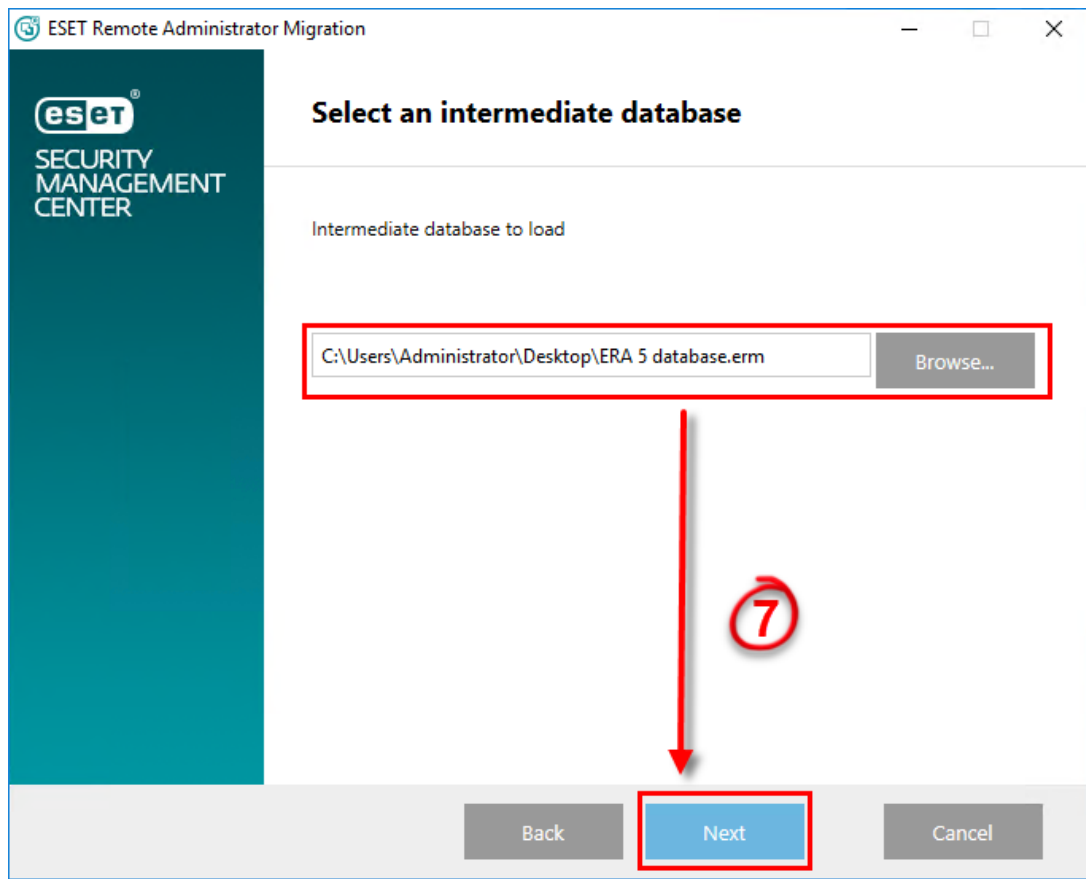 ESET Remote Administrator Migration
eseT®
SECURITY
MANAGEMENT
CENTER
Select an intermediate database
Intermediate database to load
C:\Users\Administrator\Desktop\ERA 5 database.erm
Browse...
7
Back
Next
Cancel